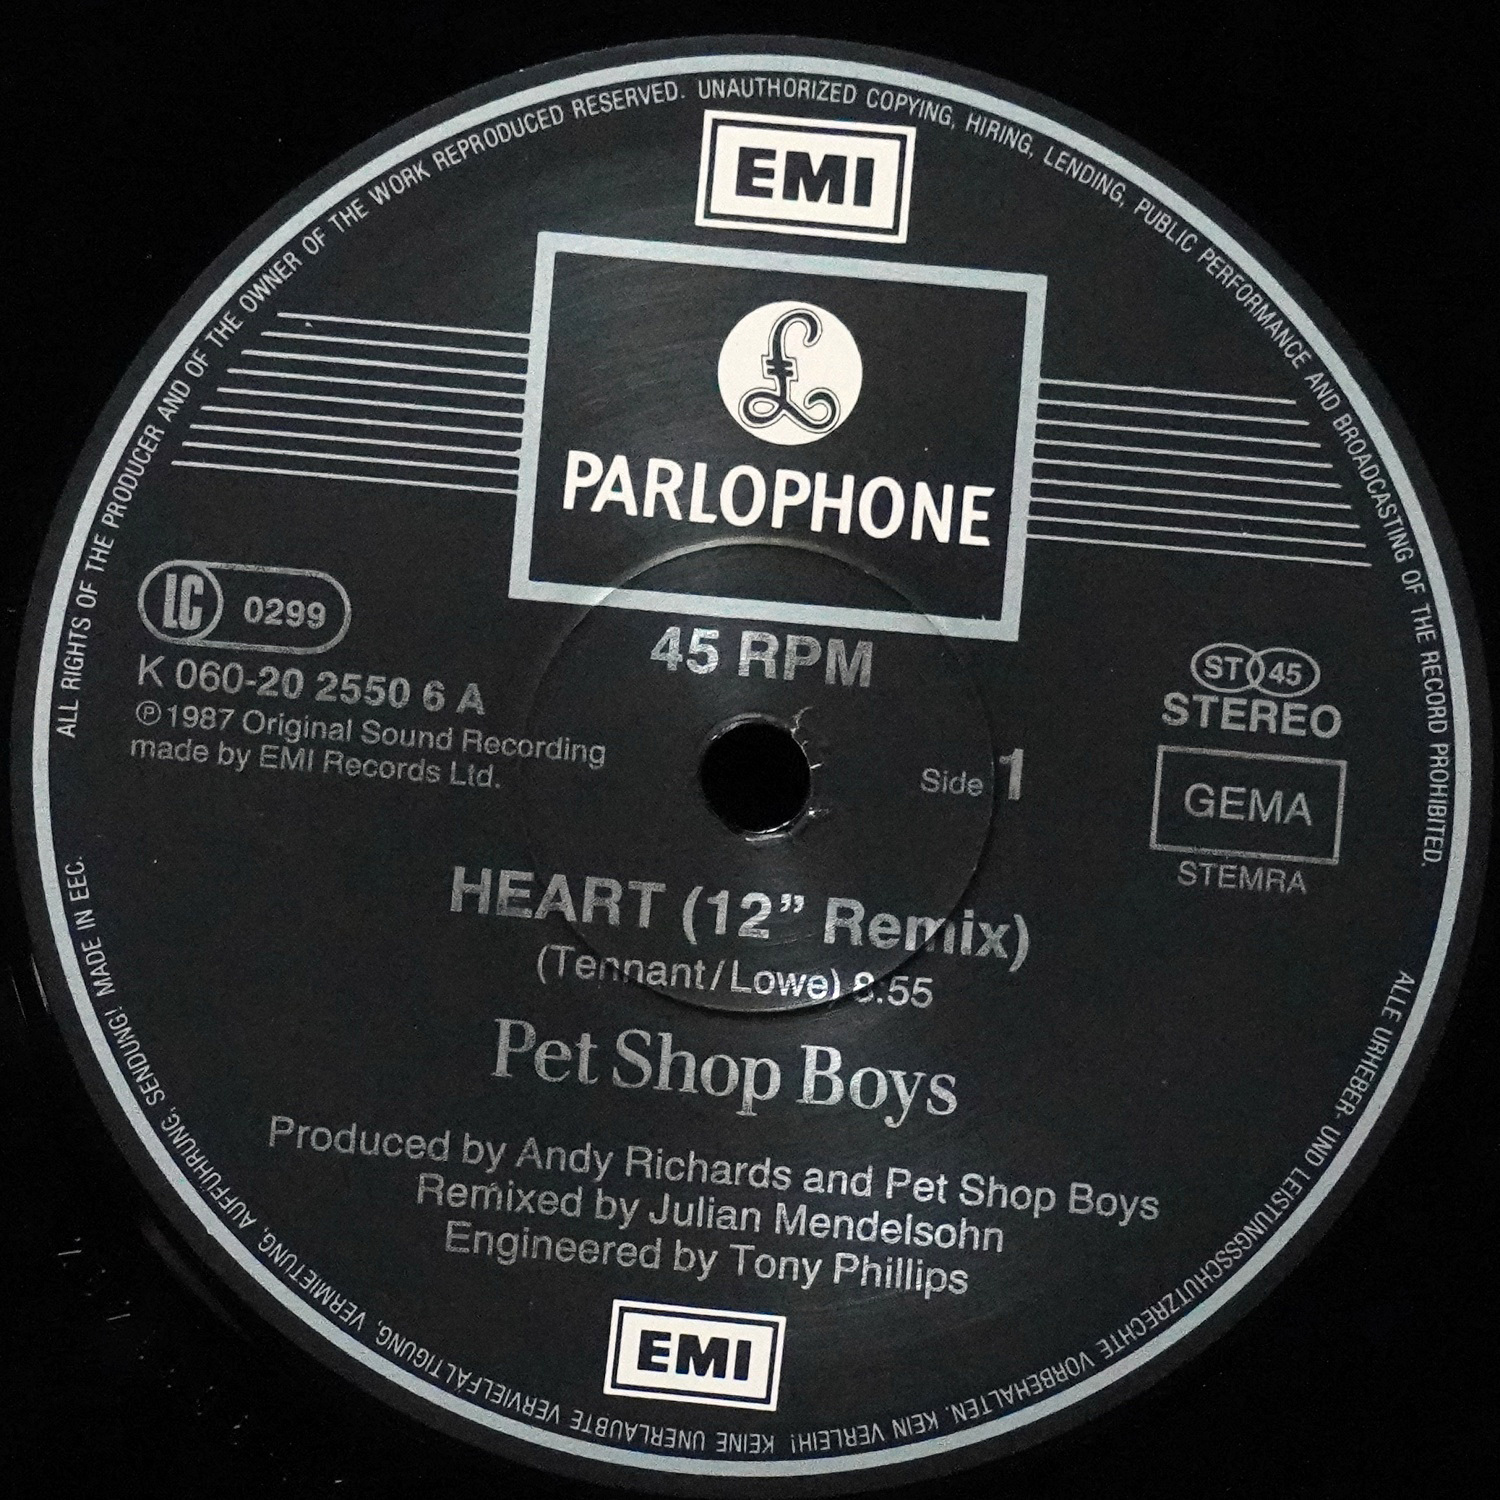 ALL RIGHTS OF THE PRODUCER AND OF THE OWNER OF THE WORK REPRODUCED RESERVED. UNAUTHORIZED COPYING, HIRING, LENDING, PUBLIC PERFORMANCE AND BROADCASTING OF THE RECORD PROHIBITED.
EMI
£
PARLOPHONE
LC 0299
K 060-20 2550 6 A
℗ 1987 Original Sound Recording
made by EMI Records Ltd.
45 RPM
Side 1
ST 45
STEREO
GEMA
STEMRA
HEART (12” Remix)
(Tennant/Lowe) 8.55
Pet Shop Boys
Produced by Andy Richards and Pet Shop Boys
Remixed by Julian Mendelsohn
Engineered by Tony Phillips
EMI
ALLE URHEBER- UND LEISTUNGSSCHUTZRECHTE VORBEHALTEN. KEIN VERLEIH! KEINE UNERLAUBTE VERVIELFÄLTIGUNG, VERMIETUNG, AUFFÜHRUNG, SENDUNG! MADE IN EEC.